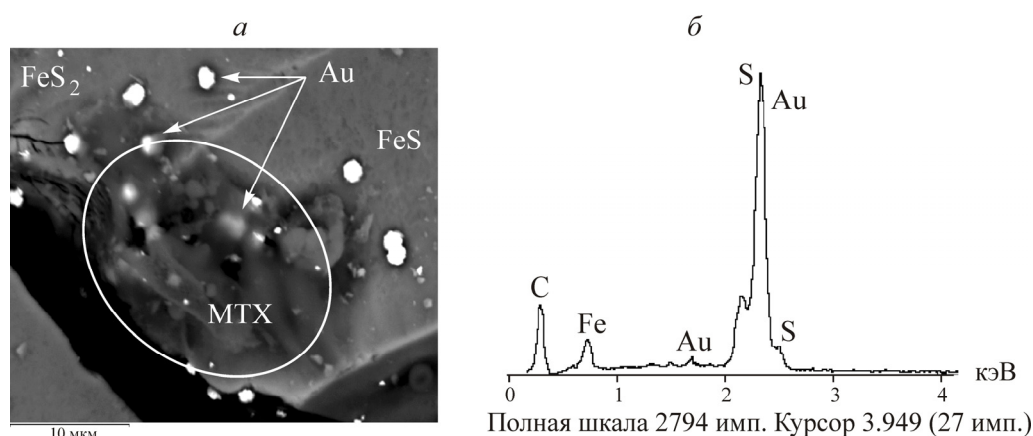 а
FeS2
Au
FeS
МТХ
10 мкм
б
S
Au
C
Fe
Au
S
0 1 2 3 4 кэВ
Полная шкала 2794 имп. Курсор 3.949 (27 имп.)